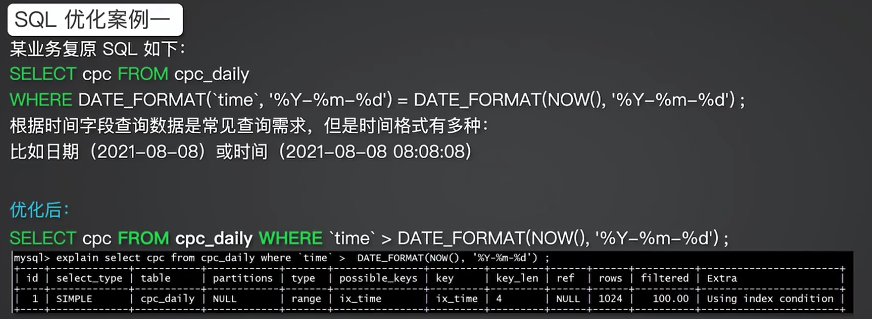 SQL 优化案例一
某业务复原 SQL 如下：
SELECT cpc FROM cpc_daily
WHERE DATE_FORMAT(`time`, '%Y-%m-%d') = DATE_FORMAT(NOW(), '%Y-%m-%d') ;
根据时间字段查询数据是常见查询需求，但是时间格式有多种：
比如日期（2021-08-08）或时间（2021-08-08 08:08:08）
优化后：
SELECT cpc FROM cpc_daily WHERE `time` > DATE_FORMAT(NOW(), '%Y-%m-%d') ;
mysql> explain select cpc from cpc_daily where `time` >  DATE_FORMAT(NOW(), '%Y-%m-%d') ;
| id | select_type | table | partitions | type | possible_keys | key | key_len | ref | rows | filtered | Extra |
| 1 | SIMPLE | cpc_daily | NULL | range | ix_time | ix_time | 4 | NULL | 1024 | 100.00 | Using index condition |